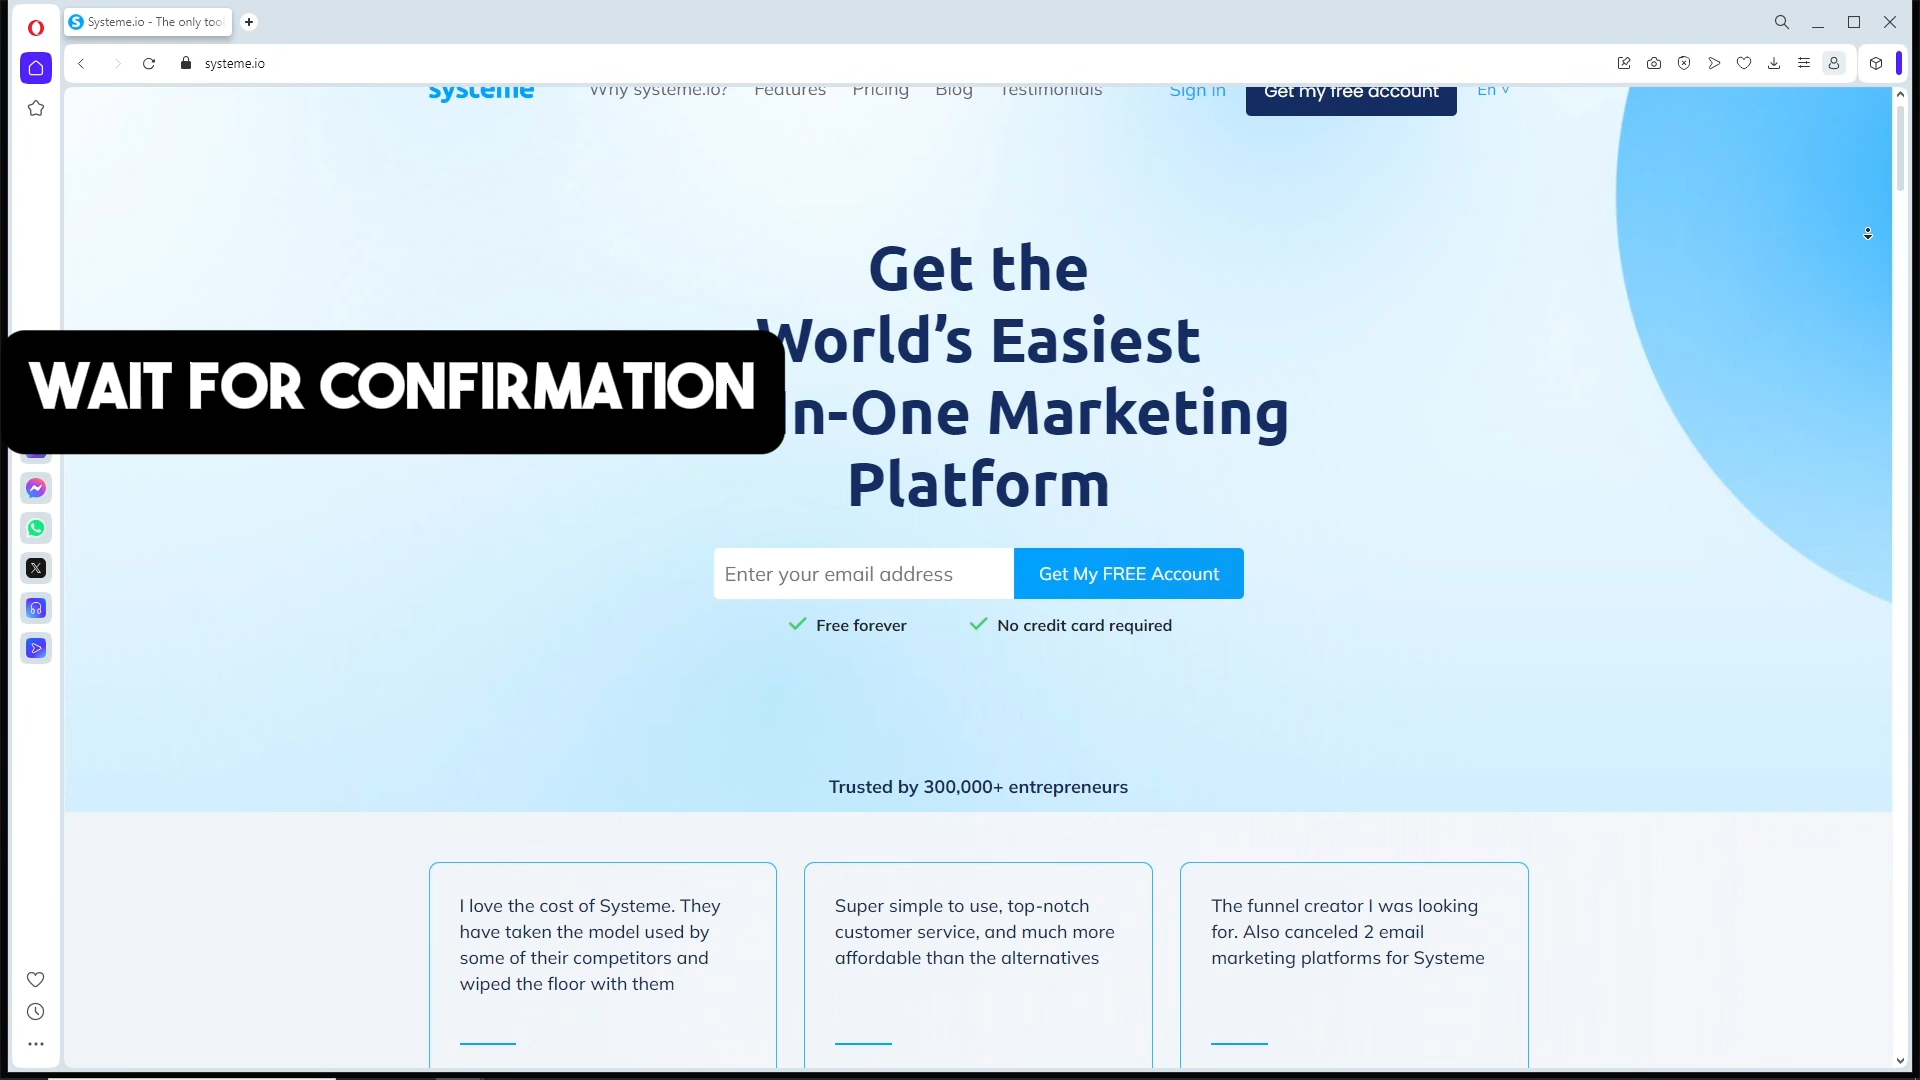 Systeme.io - The only tool
systeme.io
systeme
Why systeme.io?
Features
Pricing
Blog
Testimonials
Sign in
Get my free account
En
Get the
World's Easiest
n-One Marketing
Platform
WAIT FOR CONFIRMATION
Enter your email address
Get My FREE Account
Free forever
No credit card required
Trusted by 300,000+ entrepreneurs
I love the cost of Systeme. They
have taken the model used by
some of their competitors and
wiped the floor with them
Super simple to use, top-notch
customer service, and much more
affordable than the alternatives
The funnel creator I was looking
for. Also canceled 2 email
marketing platforms for Systeme